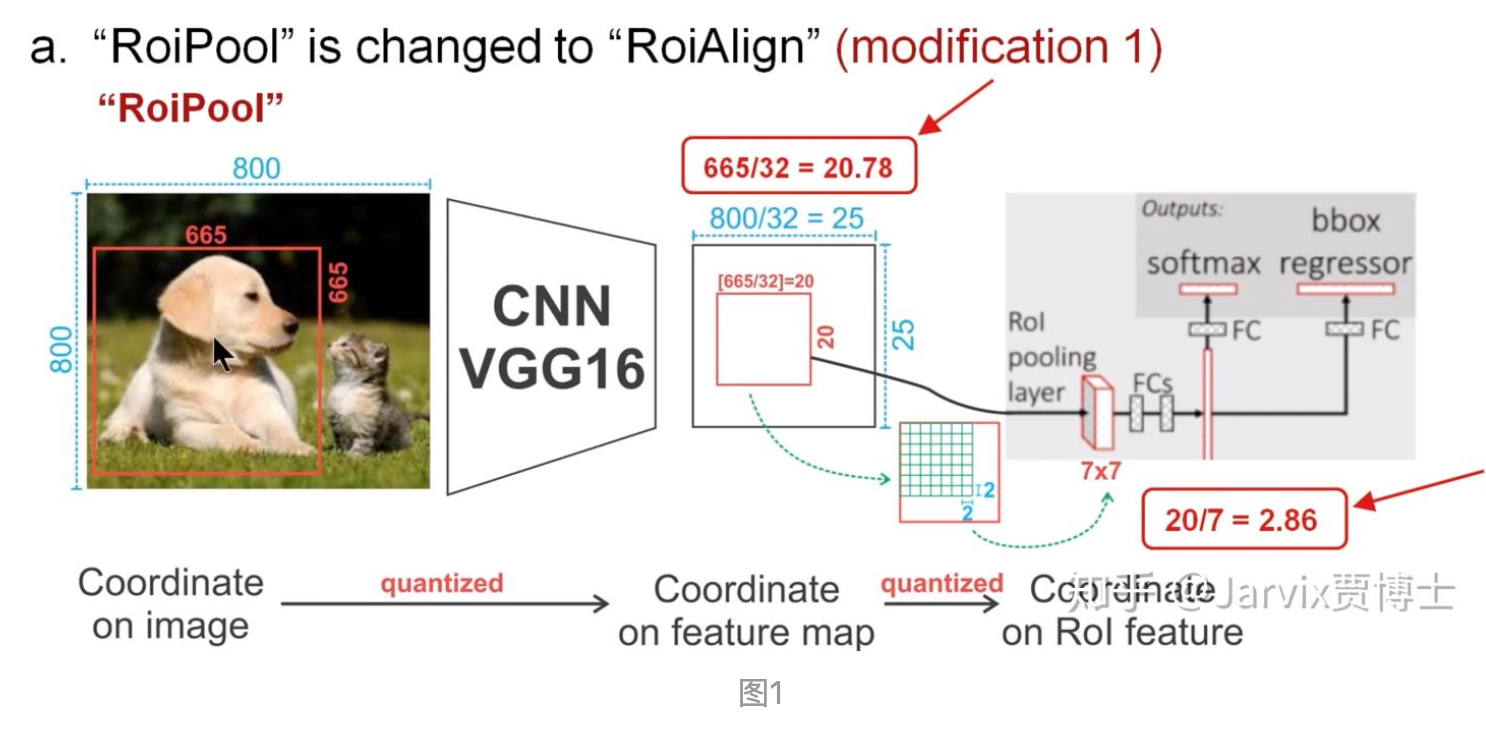 a. “RoiPool” is changed to “RoiAlign” (modification 1)
“RoiPool”
800
800
665
665
CNN
VGG16
665/32 = 20.78
800/32 = 25
[665/32]=20
20
25
2
2
Outputs:
softmax
bbox
regressor
FC
FC
RoI
pooling
layer
FCs
7x7
20/7 = 2.86
Coordinate
on image
quantized
Coordinate
on feature map
quantized
Coordinate
on RoI feature
知乎 @Jarvix贾博士
图1